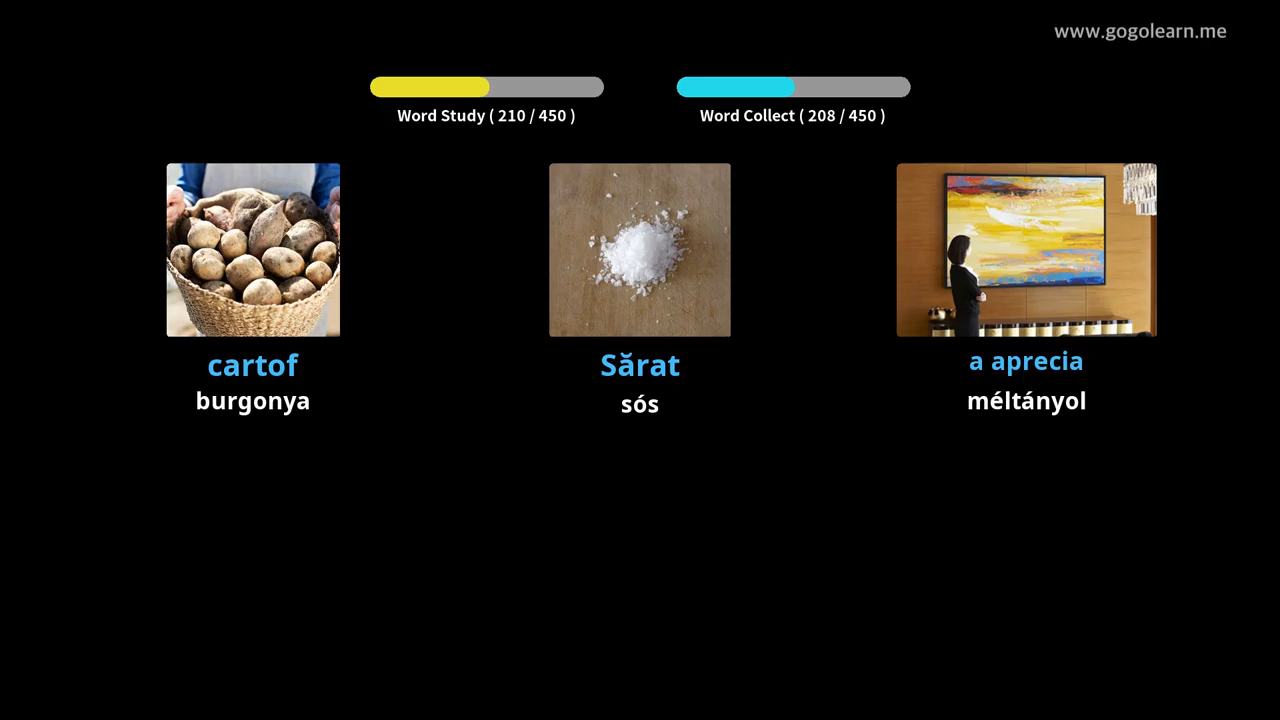 www.gogolearn.me
Word Study ( 210 / 450 )
Word Collect ( 208 / 450 )
cartof
burgonya
Sărat
sós
a aprecia
méltányol